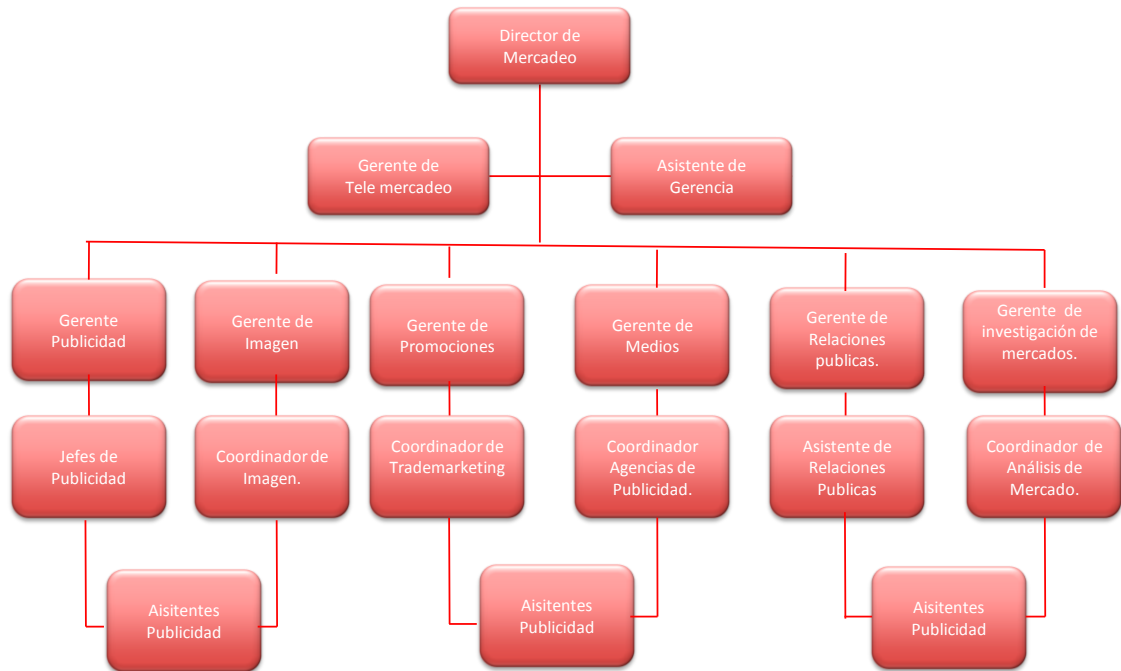 Director de
Mercadeo
Gerente de
Tele mercadeo
Asistente de
Gerencia
Gerente
Publicidad
Gerente de
Imagen
Gerente de
Promociones
Gerente de
Medios
Gerente de
Relaciones
publicas.
Gerente de
investigación de
mercados.
Jefes de
Publicidad
Coordinador de
Imagen.
Coordinador de
Trademarketing
Coordinador
Agencias de
Publicidad.
Asistente de
Relaciones
Publicas
Coordinador de
Análisis de
Mercado.
Aisitentes
Publicidad
Aisitentes
Publicidad
Aisitentes
Publicidad